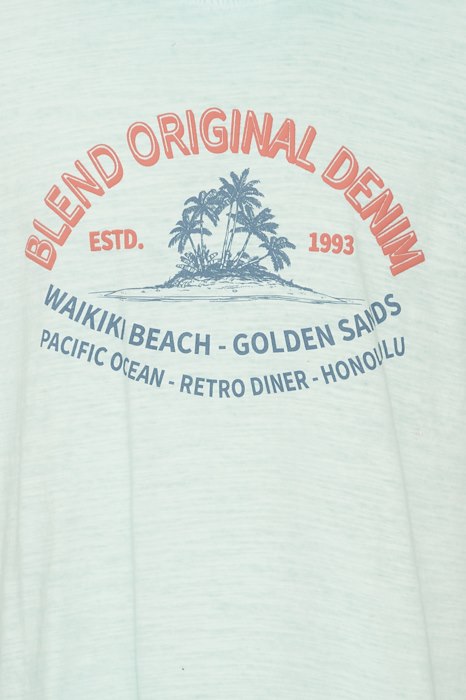 BLEND ORIGINAL DENIM
ESTD. 1993
WAIKIKI BEACH - GOLDEN SANDS
PACIFIC OCEAN - RETRO DINER - HONOLULU